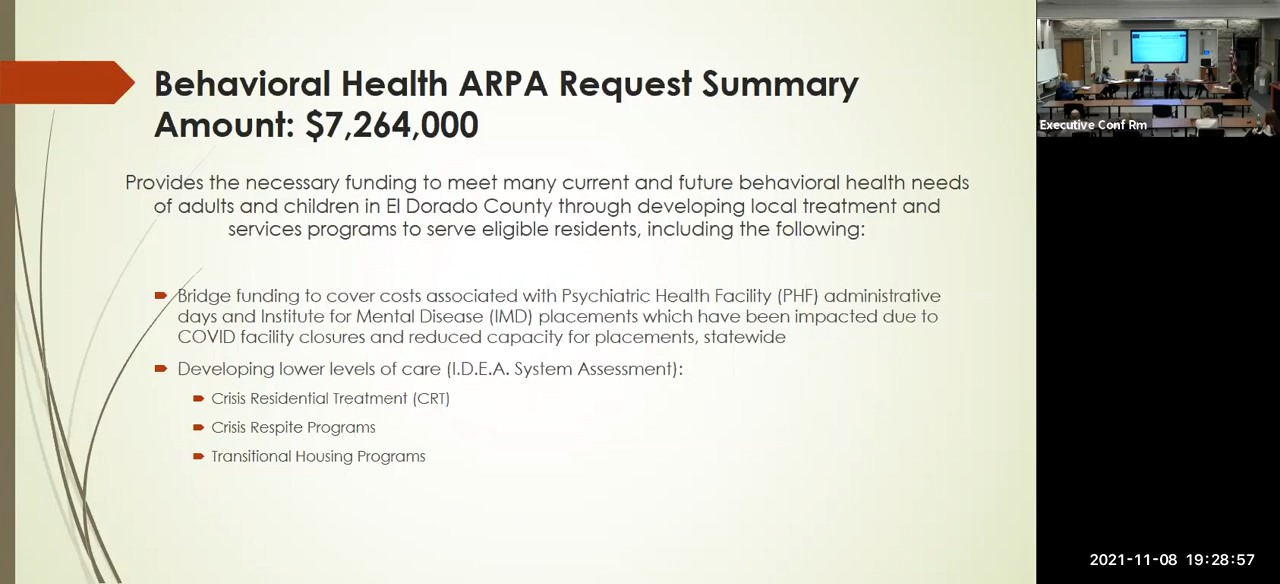 Behavioral Health ARPA Request Summary
Amount: $7,264,000
Provides the necessary funding to meet many current and future behavioral health needs
of adults and children in El Dorado County through developing local treatment and
services programs to serve eligible residents, including the following:
Bridge funding to cover costs associated with Psychiatric Health Facility (PHF) administrative
days and Institute for Mental Disease (IMD) placements which have been impacted due to
COVID facility closures and reduced capacity for placements, statewide
Developing lower levels of care (I.D.E.A. System Assessment):
Crisis Residential Treatment (CRT)
Crisis Respite Programs
Transitional Housing Programs
Executive Conf Rm
2021-11-08 19:28:57